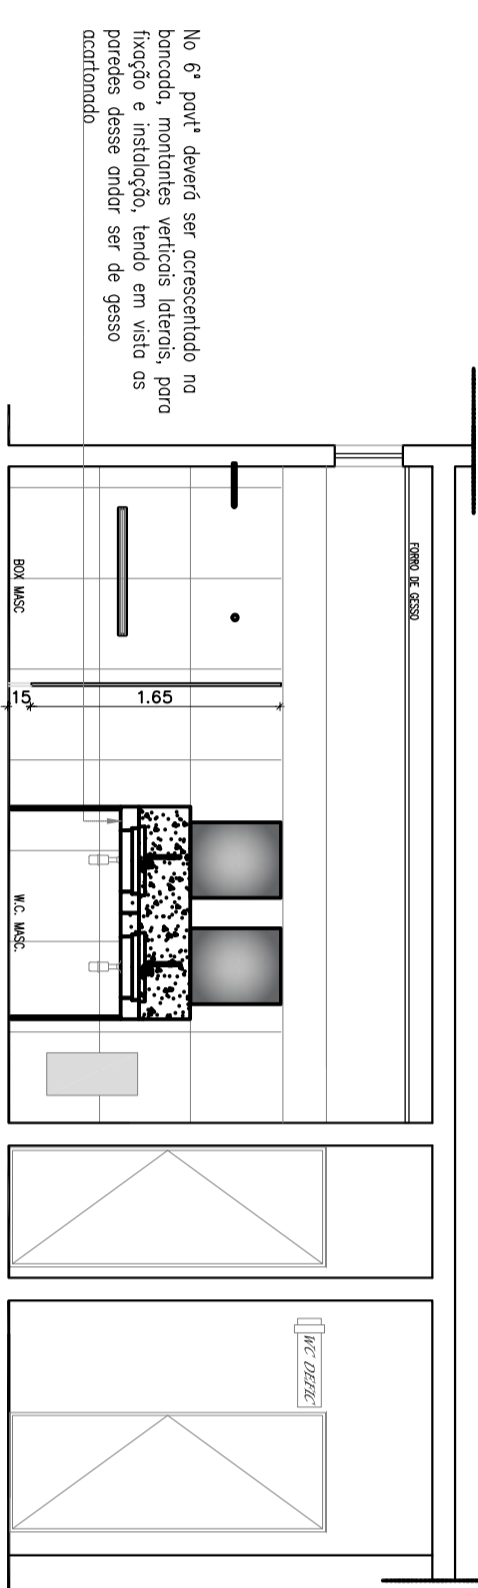 No 6º pavtº deverá ser acrescentado na
bancada, montantes verticais laterais, para
fixação e instalação, tendo em vista as
paredes desse andar ser de gesso
acartonado
FORRO DE GESSO
BOX MASC
15
1.65
W.C. MASC.
WC DEFIC